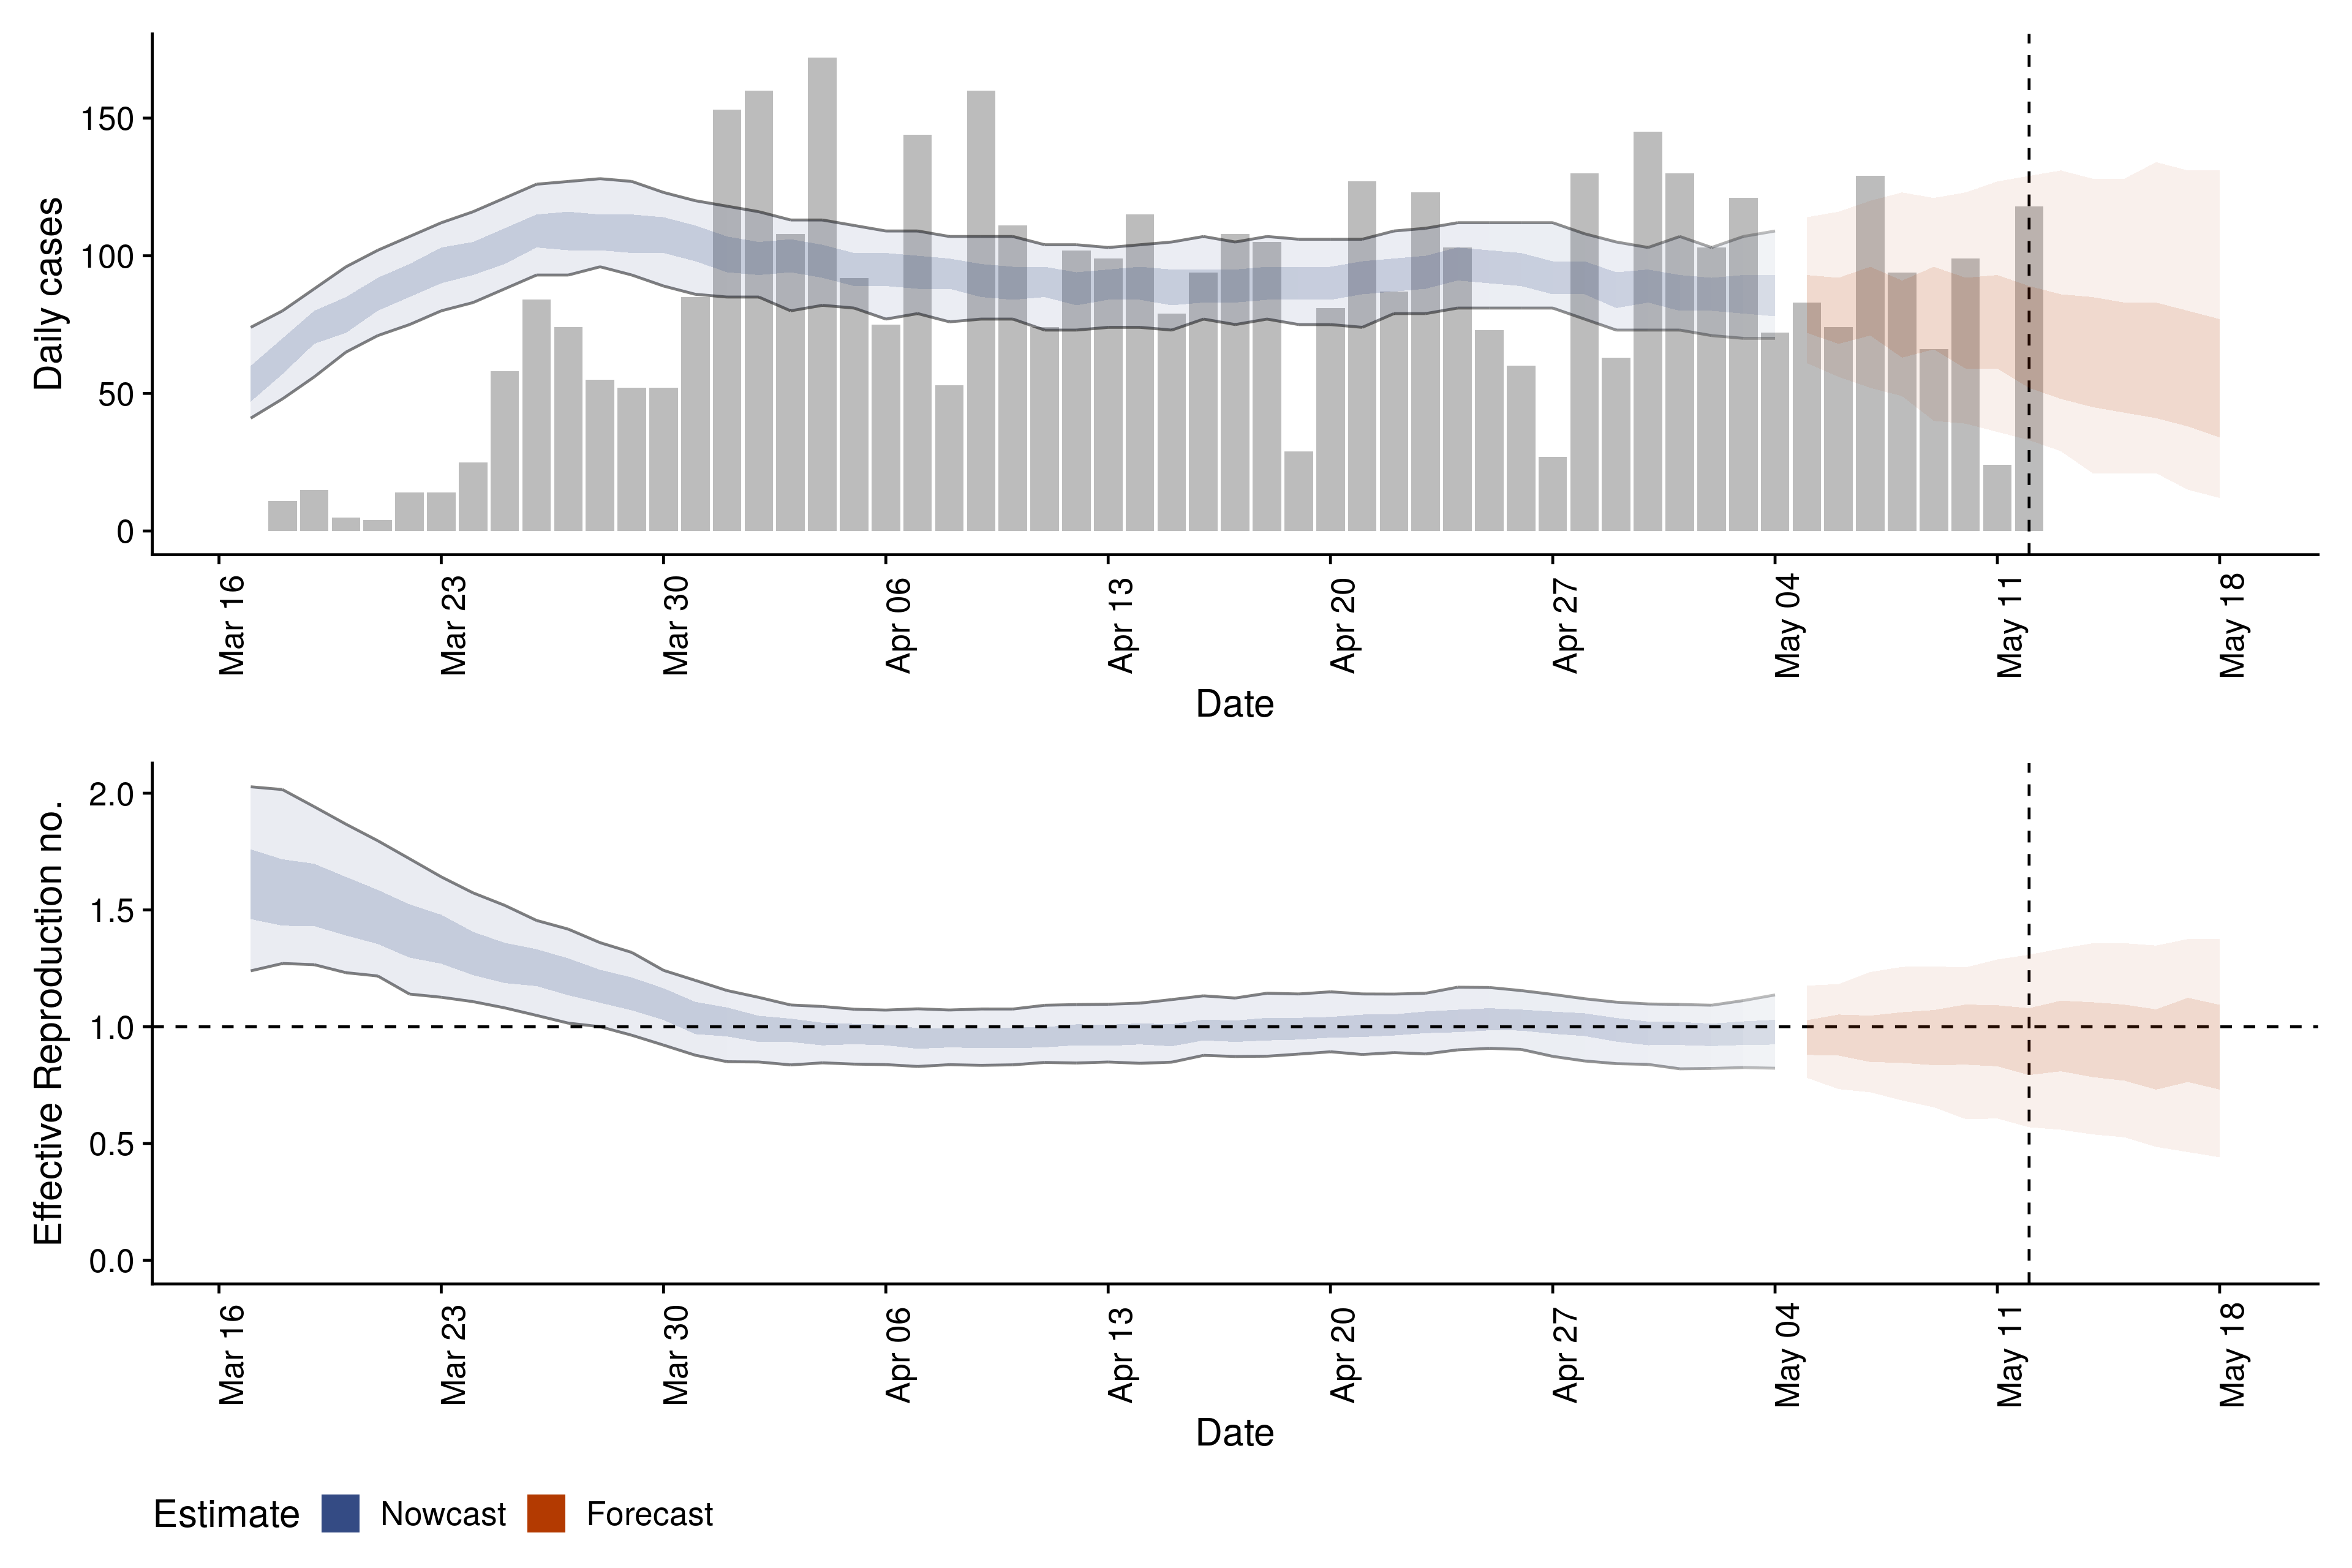 Daily cases
150
100
50
0
Mar 16
Mar 23
Mar 30
Apr 06
Apr 13
Apr 20
Apr 27
May 04
May 11
May 18
Date
Effective Reproduction no.
2.0
1.5
1.0
0.5
0.0
Mar 16
Mar 23
Mar 30
Apr 06
Apr 13
Apr 20
Apr 27
May 04
May 11
May 18
Date
Estimate Nowcast Forecast